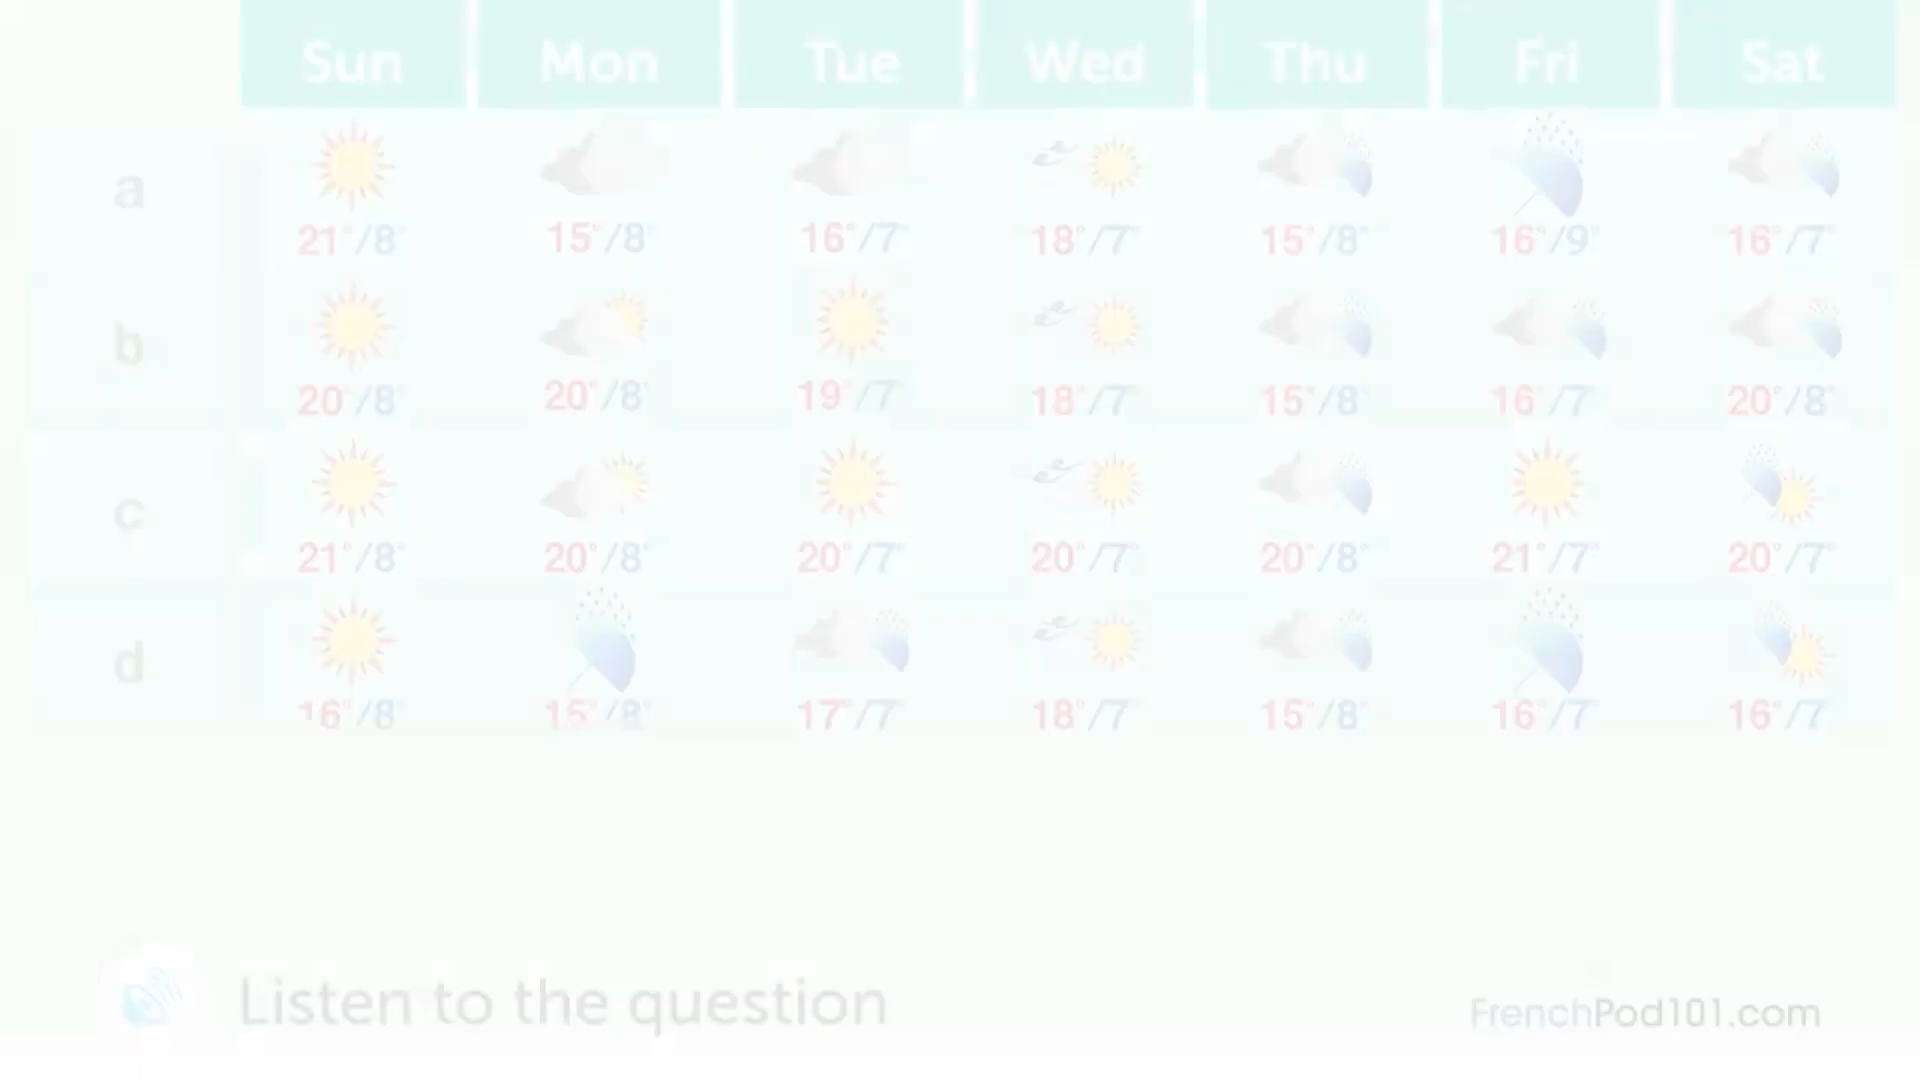 Sun Mon Tue Wed Thu Fri Sat
a
21°/8° 15°/8° 16°/7° 18°/7° 15°/8° 16°/9° 16°/7°
b
20°/8° 20°/8° 19°/7° 18°/7° 15°/8° 16°/7° 20°/8°
c
21°/8° 20°/8° 20°/7° 20°/7° 20°/8° 21°/7° 20°/7°
d
16°/8° 15°/8° 17°/7° 18°/7° 15°/8° 16°/7° 16°/7°
Listen to the question
FrenchPod101.com